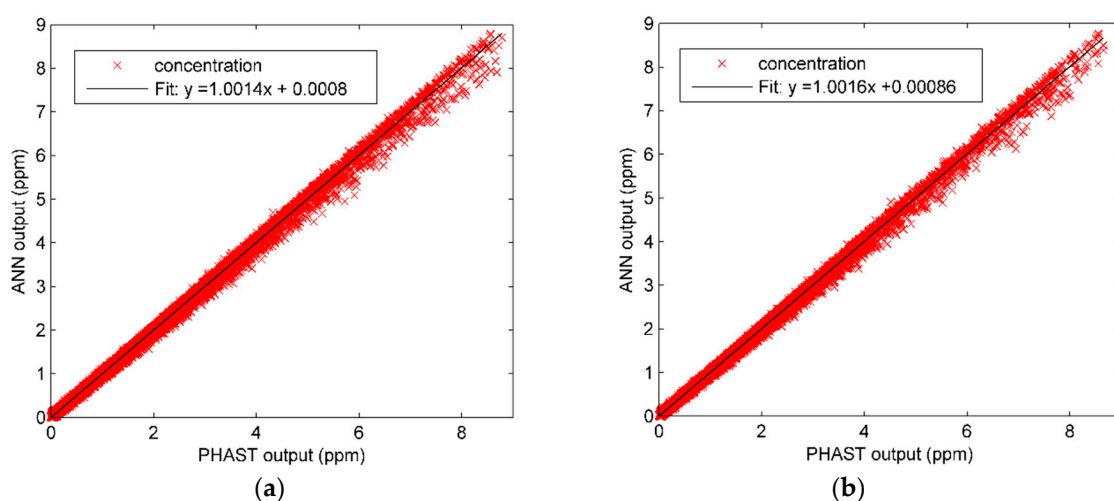 9
8
7
6
5
4
3
2
1
0
ANN output (ppm)
× concentration
Fit: y =1.0014x + 0.0008
0 2 4 6 8
PHAST output (ppm)
(a)
9
8
7
6
5
4
3
2
1
0
ANN output (ppm)
× concentration
Fit: y =1.0016x +0.00086
0 2 4 6 8
PHAST output (ppm)
(b)